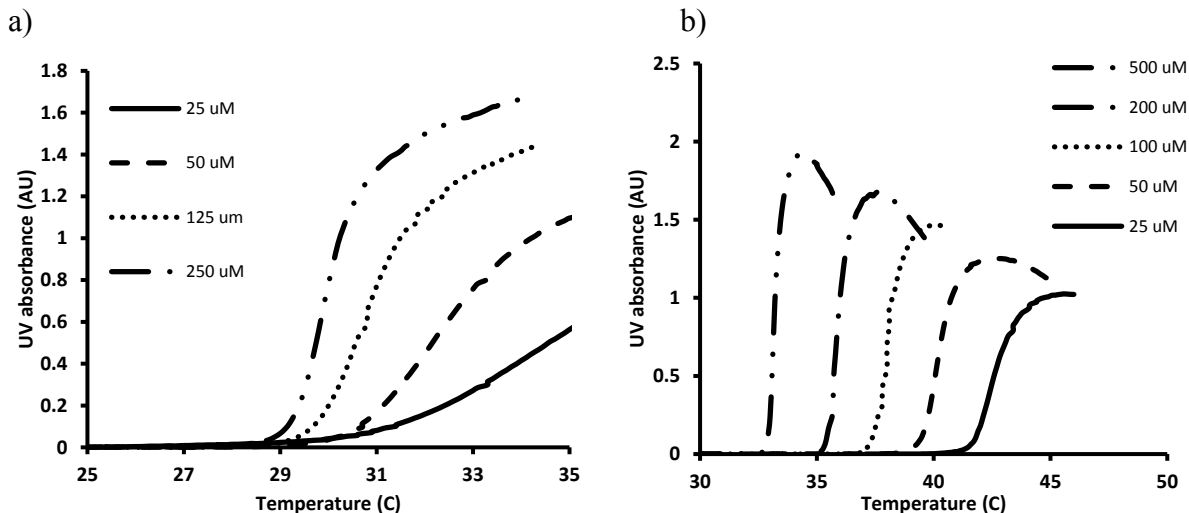 a)
UV absorbance (AU)
1.8
1.6
1.4
1.2
1
0.8
0.6
0.4
0.2
0
25 uM
50 uM
125 um
250 uM
25 27 29 31 33 35
Temperature (C)
b)
UV absorbance (AU)
2.5
2
1.5
1
0.5
0
500 uM
200 uM
100 uM
50 uM
25 uM
30 35 40 45 50
Temperature (C)